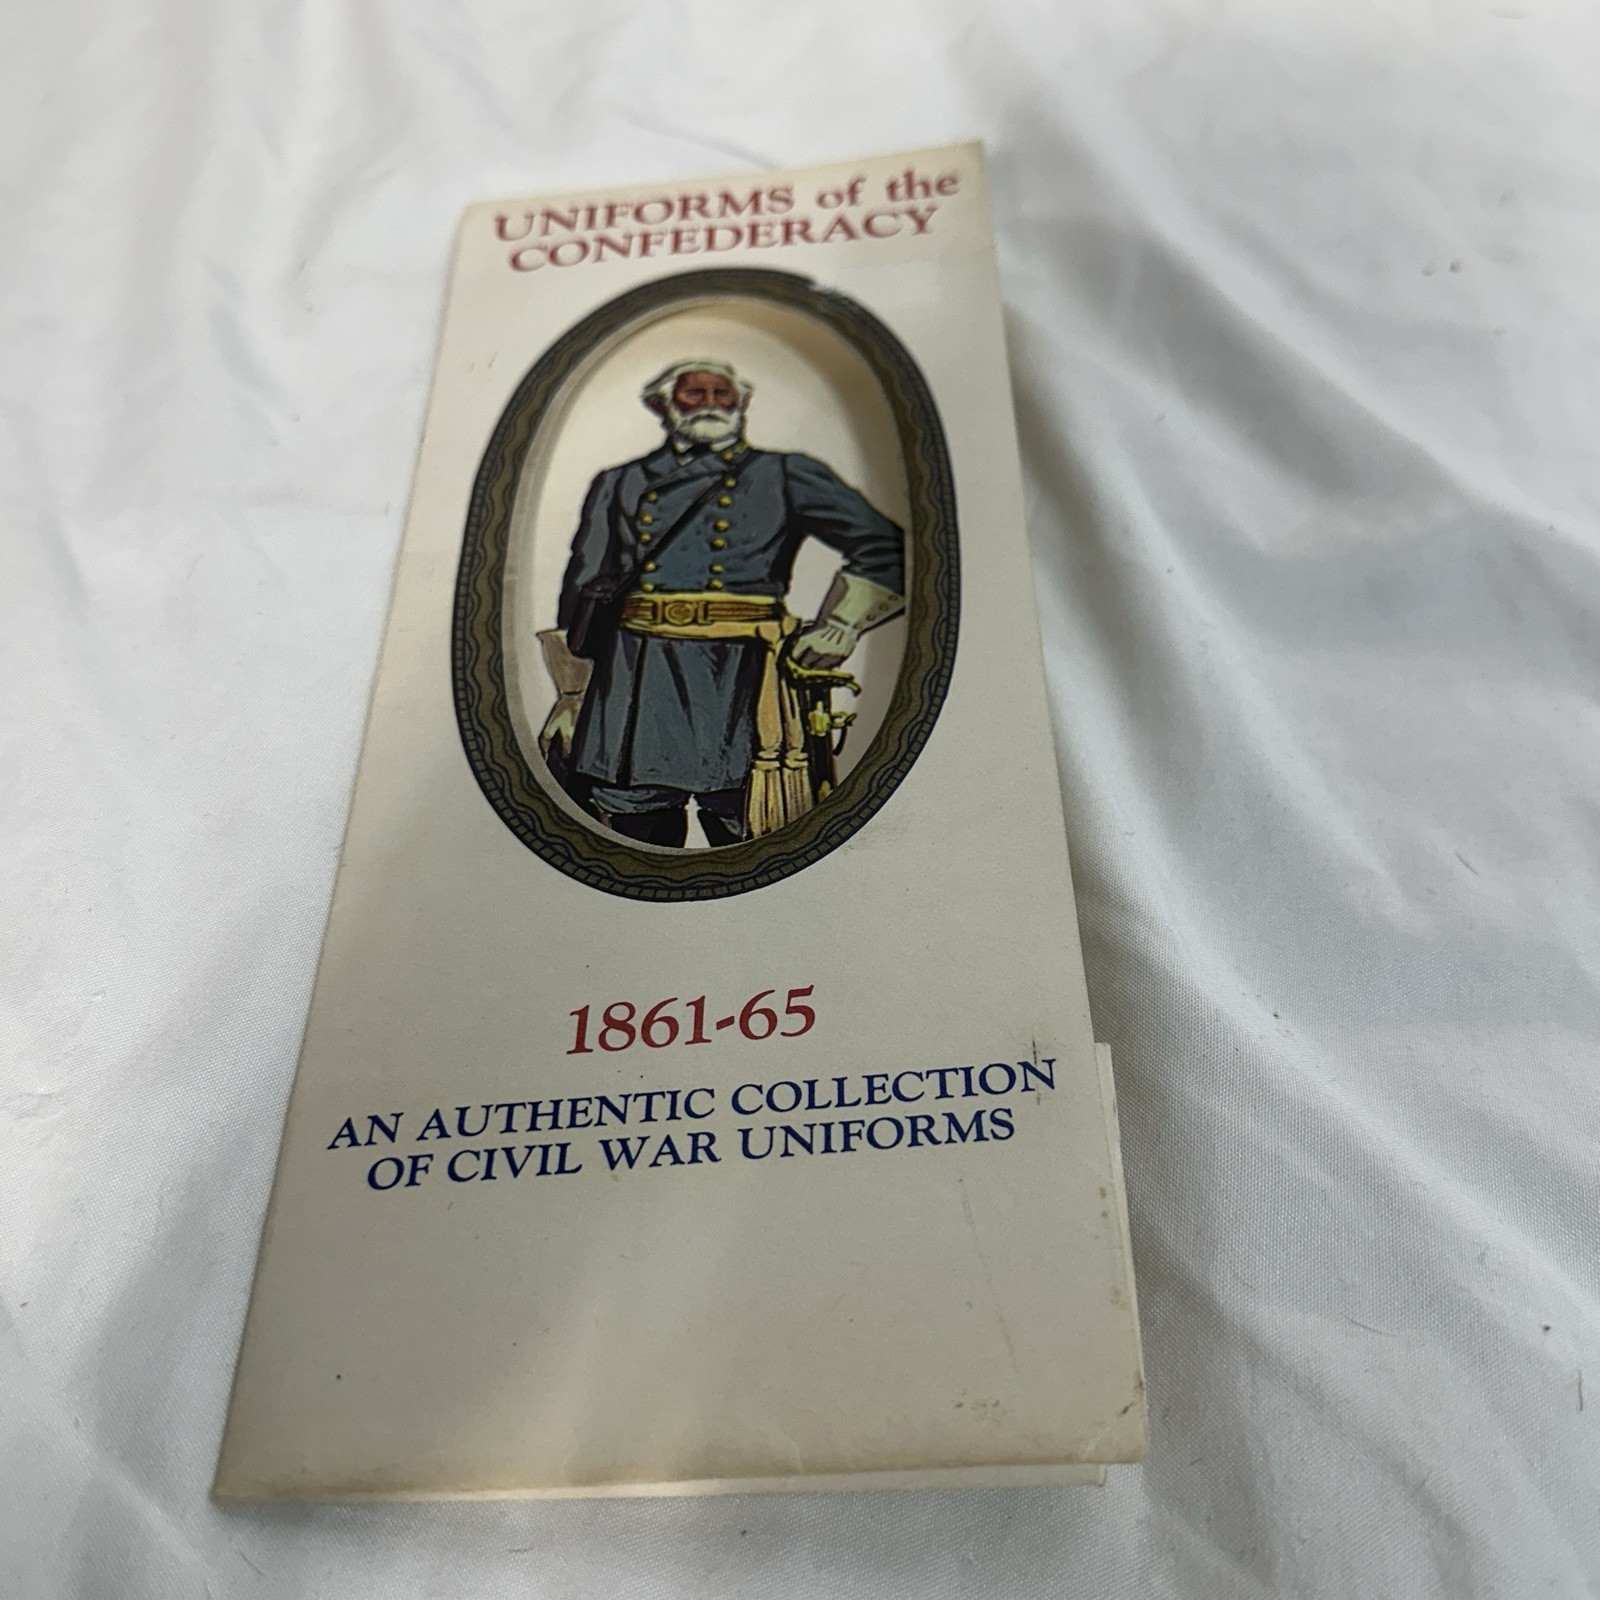 UNIFORMS of the
CONFEDERACY
1861-65
AN AUTHENTIC COLLECTION
OF CIVIL WAR UNIFORMS